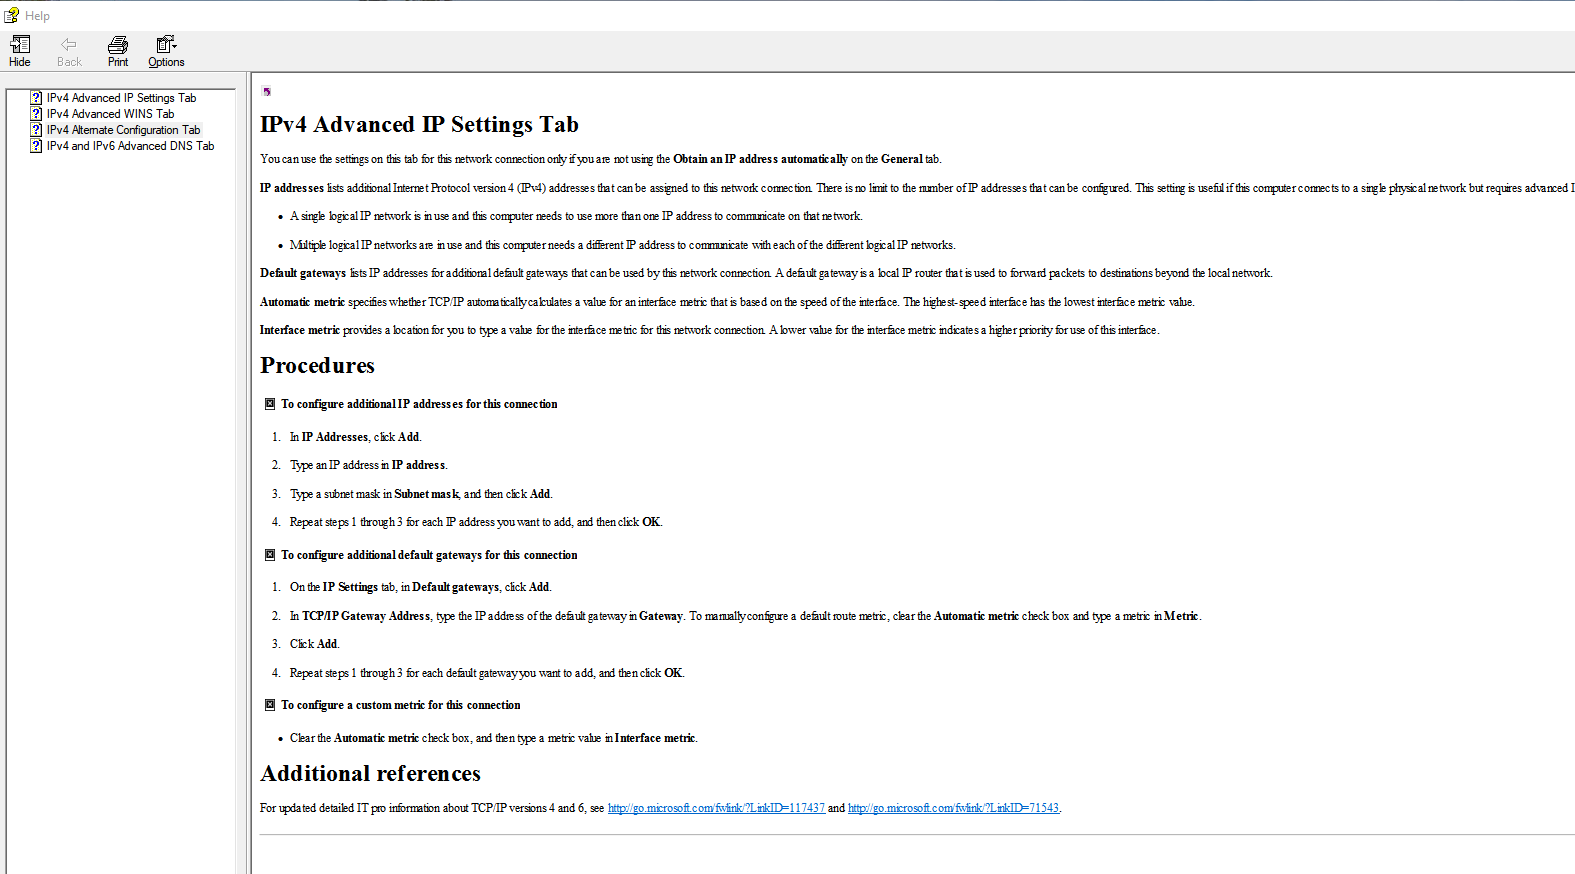 Help
Hide
Back
Print
Options
IPv4 Advanced IP Settings Tab
IPv4 Advanced WINS Tab
IPv4 Alternate Configuration Tab
IPv4 and IPv6 Advanced DNS Tab
IPv4 Advanced IP Settings Tab
You can use the settings on this tab for this network connection only if you are not using the Obtain an IP address automatically on the General tab.
IP addresses lists additional Internet Protocol version 4 (IPv4) addresses that can be assigned to this network connection. There is no limit to the number of IP addresses that can be configured. This setting is useful if this computer connects to a single physical network but requires advanced I
• A single logical IP network is in use and this computer needs to use more than one IP address to communicate on that network.
• Multiple logical IP networks are in use and this computer needs a different IP address to communicate with each of the different logical IP networks.
Default gateways lists IP addresses for additional default gateways that can be used by this network connection. A default gateway is a local IP router that is used to forward packets to destinations beyond the local network.
Automatic metric specifies whether TCP/IP automatically calculates a value for an interface metric that is based on the speed of the interface. The highest-speed interface has the lowest interface metric value.
Interface metric provides a location for you to type a value for the interface metric for this network connection. A lower value for the interface metric indicates a higher priority for use of this interface.
Procedures
To configure additional IP addresses for this connection
1. In IP Addresses, click Add.
2. Type an IP address in IP address.
3. Type a subnet mask in Subnet mask, and then click Add.
4. Repeat steps 1 through 3 for each IP address you want to add, and then click OK.
To configure additional default gateways for this connection
1. On the IP Settings tab, in Default gateways, click Add.
2. In TCP/IP Gateway Address, type the IP address of the default gateway in Gateway. To manually configure a default route metric, clear the Automatic metric check box and type a metric in Metric.
3. Click Add.
4. Repeat steps 1 through 3 for each default gateway you want to add, and then click OK.
To configure a custom metric for this connection
• Clear the Automatic metric check box, and then type a metric value in Interface metric.
Additional references
For updated detailed IT pro information about TCP/IP versions 4 and 6, see http://go.microsoft.com/fwlink/?LinkID=117437 and http://go.microsoft.com/fwlink/?LinkID=71543.